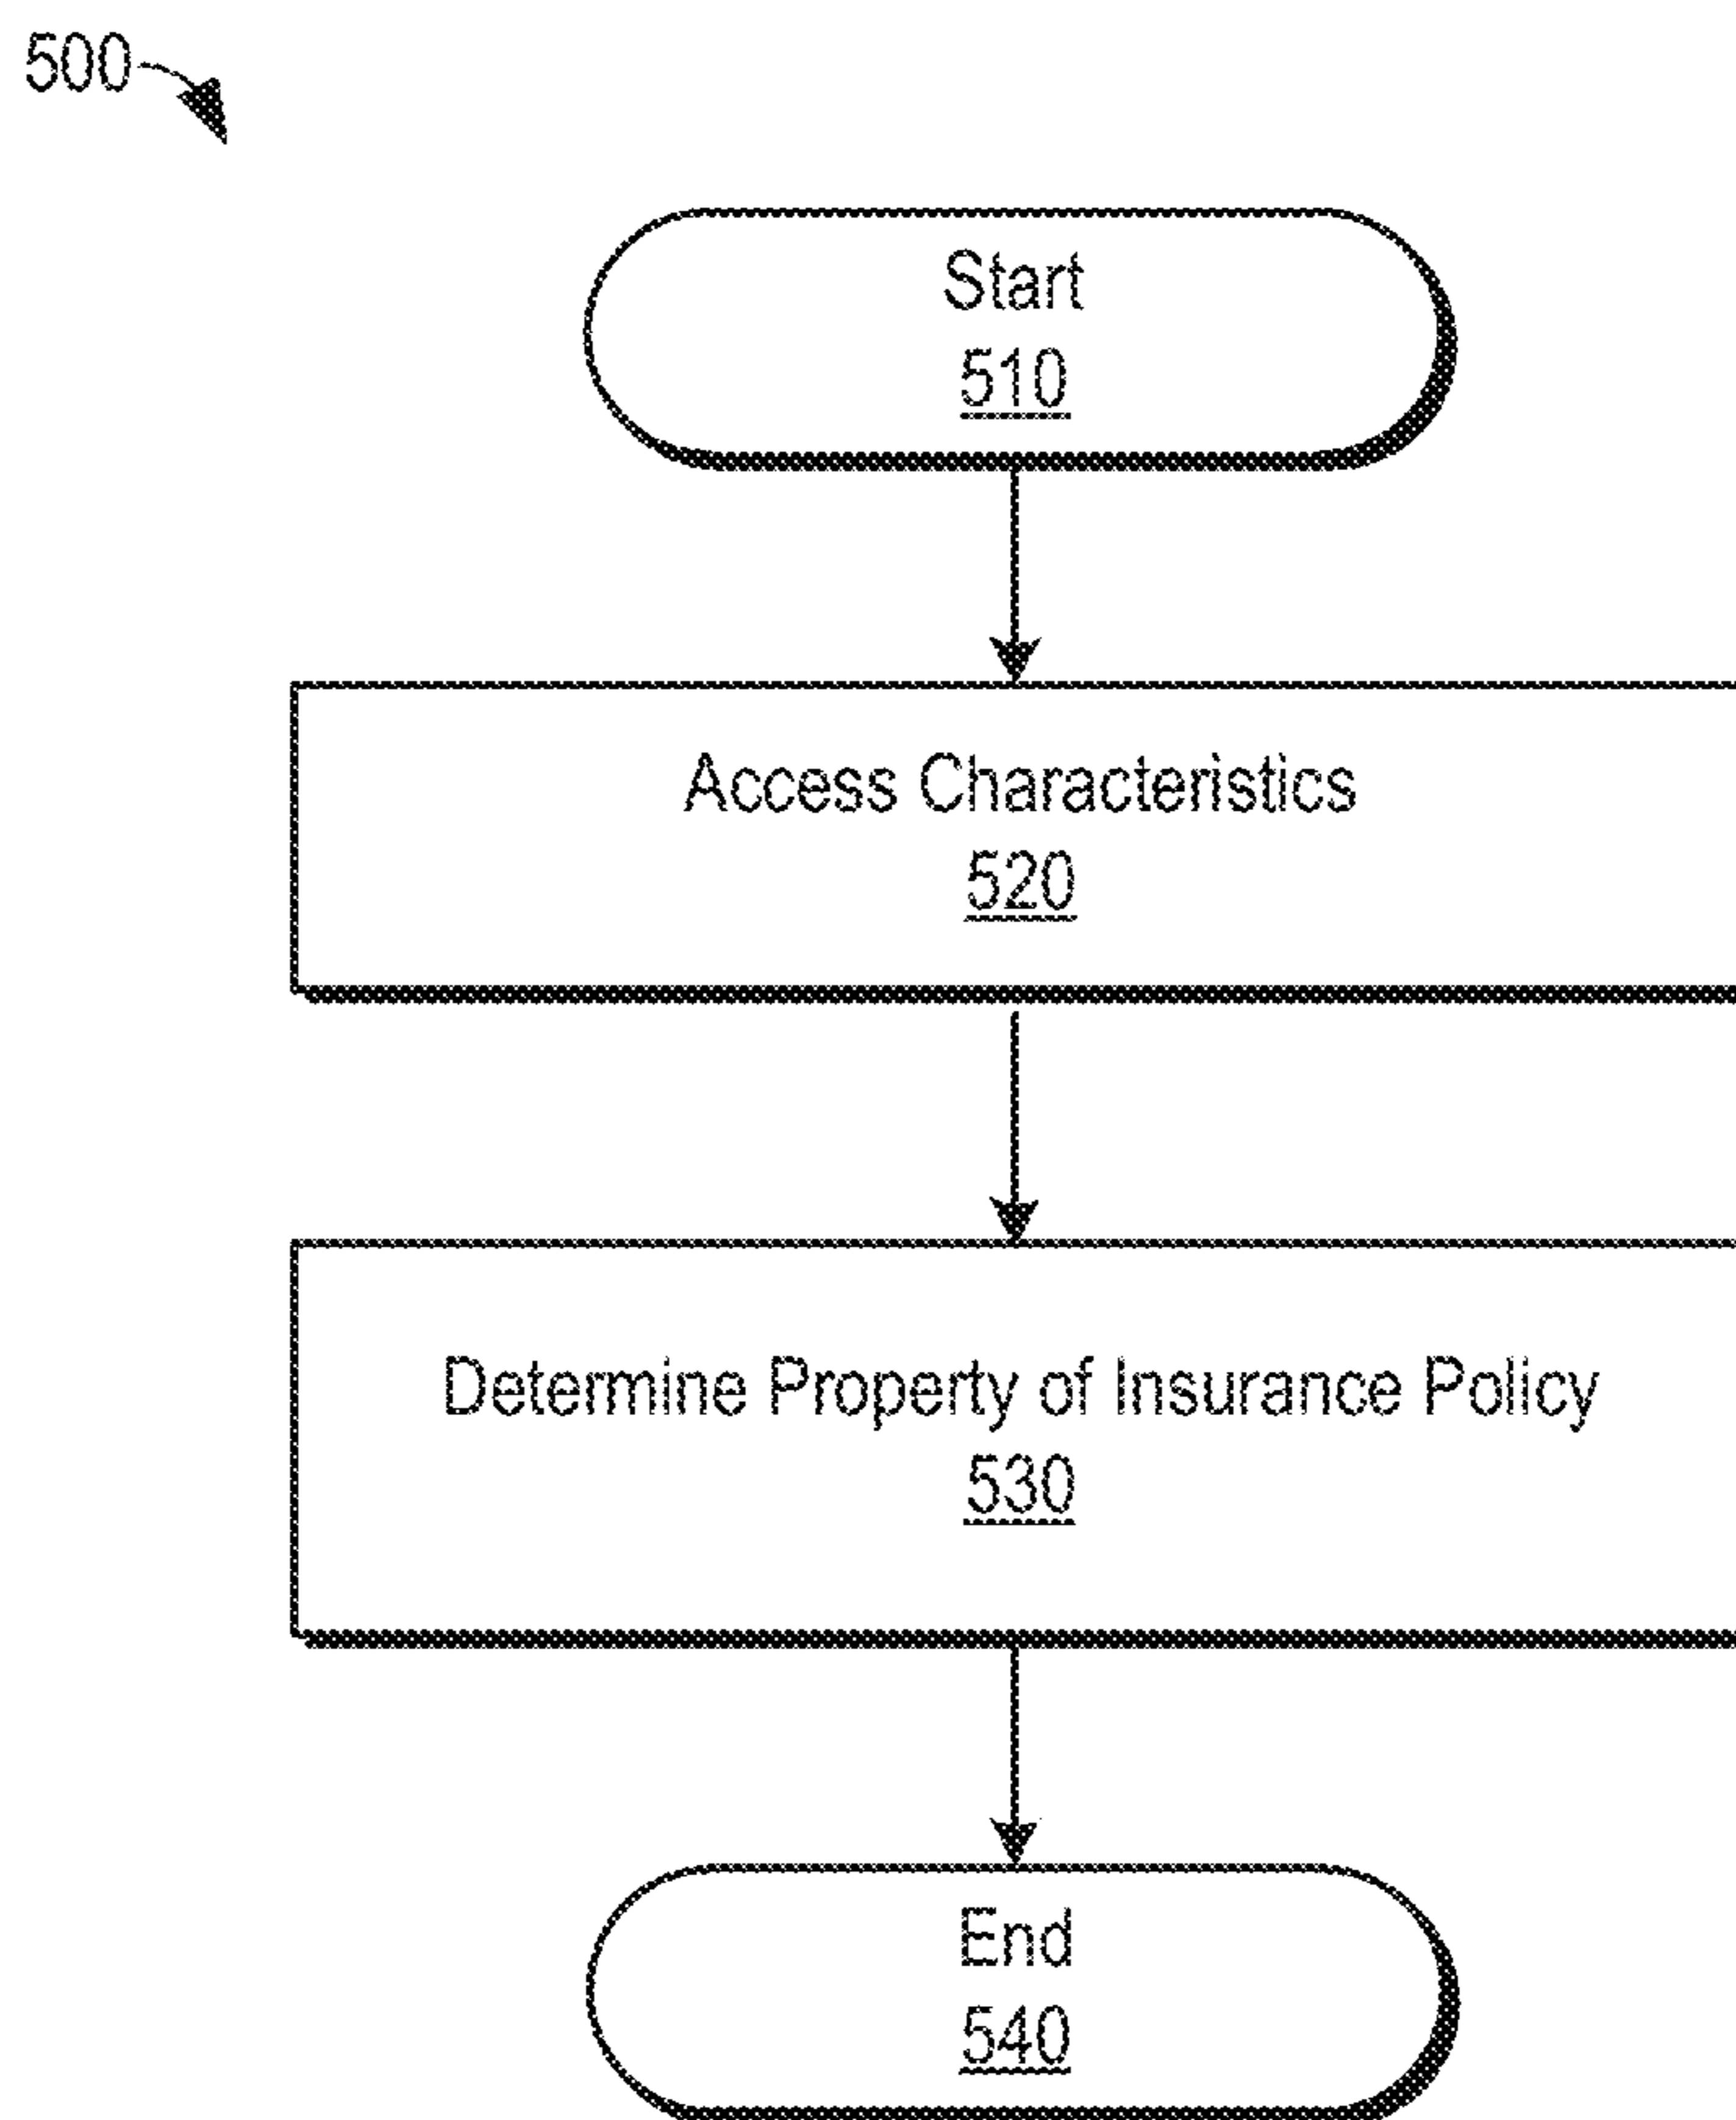 500
Start
510
Access Characteristics
520
Determine Property of Insurance Policy
530
End
540